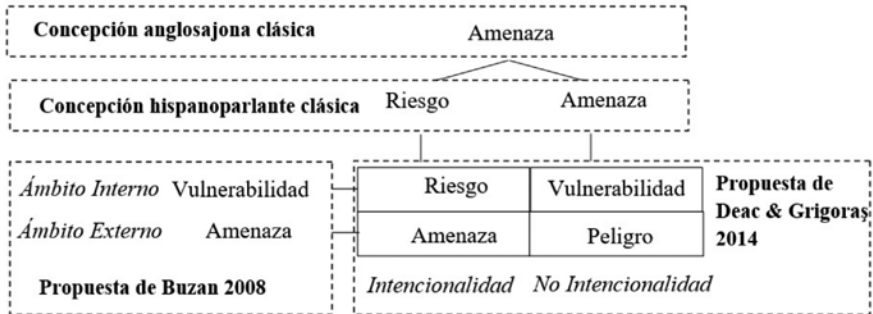 Concepción anglosajona clásica Amenaza
Concepción hispanoparlante clásica Riesgo Amenaza
Ámbito Interno Vulnerabilidad Riesgo Vulnerabilidad Propuesta de
Deac & Grigoraş
Ámbito Externo Amenaza Amenaza Peligro 2014
Propuesta de Buzan 2008 Intencionalidad No Intencionalidad